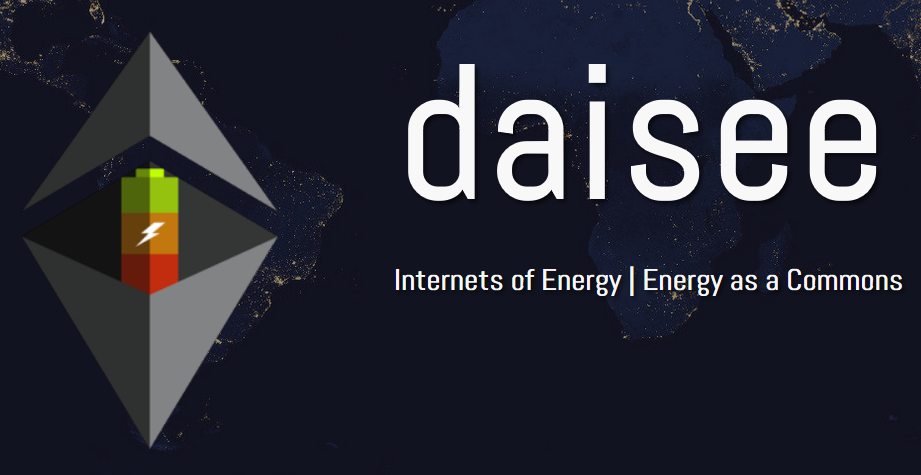 daisee
Internets of Energy | Energy as a Commons